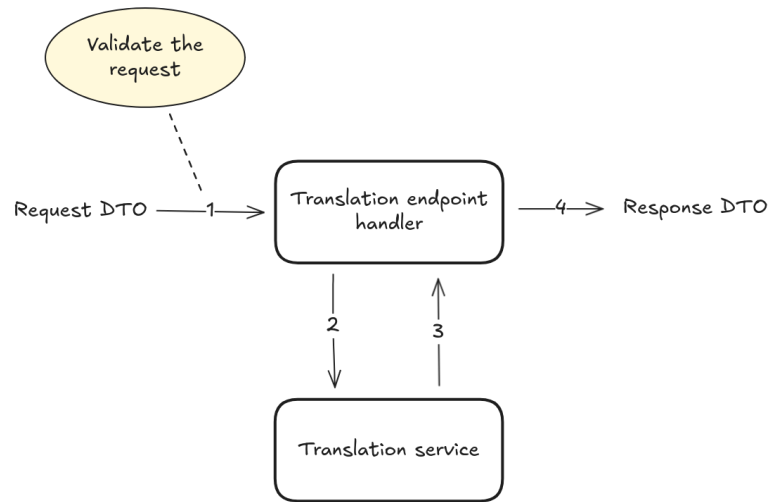 Validate the
request
Request DTO
1
Translation endpoint
handler
4
Response DTO
2
3
Translation service